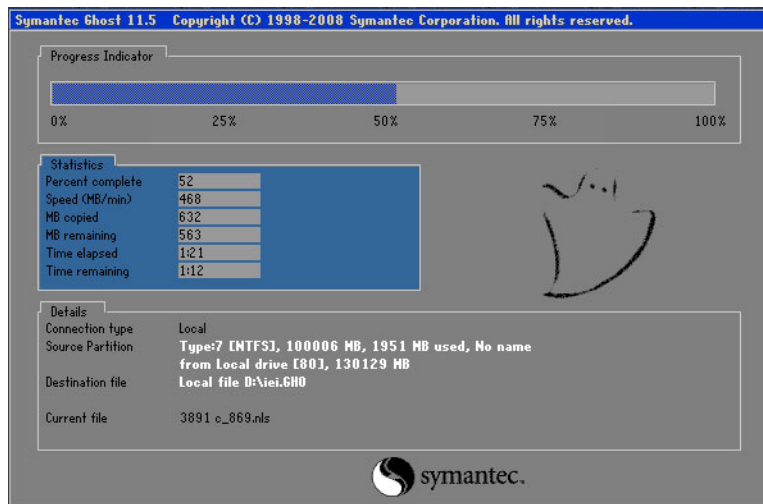 Symantec Ghost 11.5 Copyright (C) 1998-2008 Symantec Corporation. All rights reserved.
Progress Indicator
0% 25% 50% 75% 100%
Statistics
Percent complete 52
Speed (MB/min) 468
MB copied 632
MB remaining 563
Time elapsed 1:21
Time remaining 1:12
Details
Connection type Local
Source Partition Type:7 [NTFS], 100006 MB, 1951 MB used, No name
from Local drive [80], 130129 MB
Destination file Local file D:\iei.GHO
Current file 3891 c_869.nls
symantec.